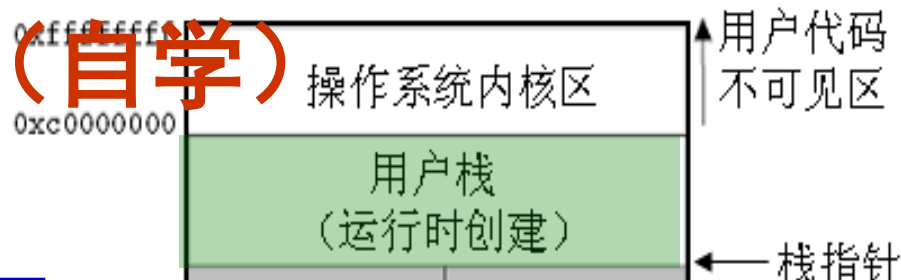 （自学）
操作系统内核区
用户代码
不可见区
0xc0000000
用户栈
（运行时创建）
栈指针